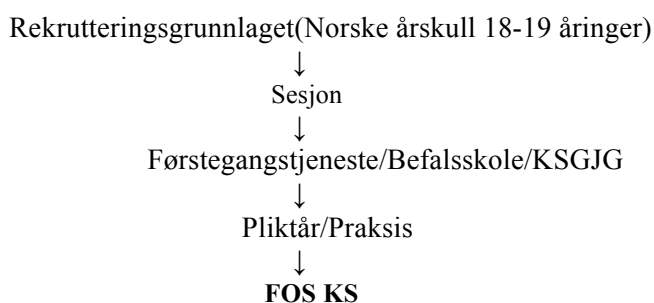 Rekrutteringsgrunnlaget(Norske årskull 18-19 åringer)
↓
Sesjon
↓
Førstegangstjeneste/Befalsskole/KSGJG
↓
Pliktår/Praksis
↓
FOS KS